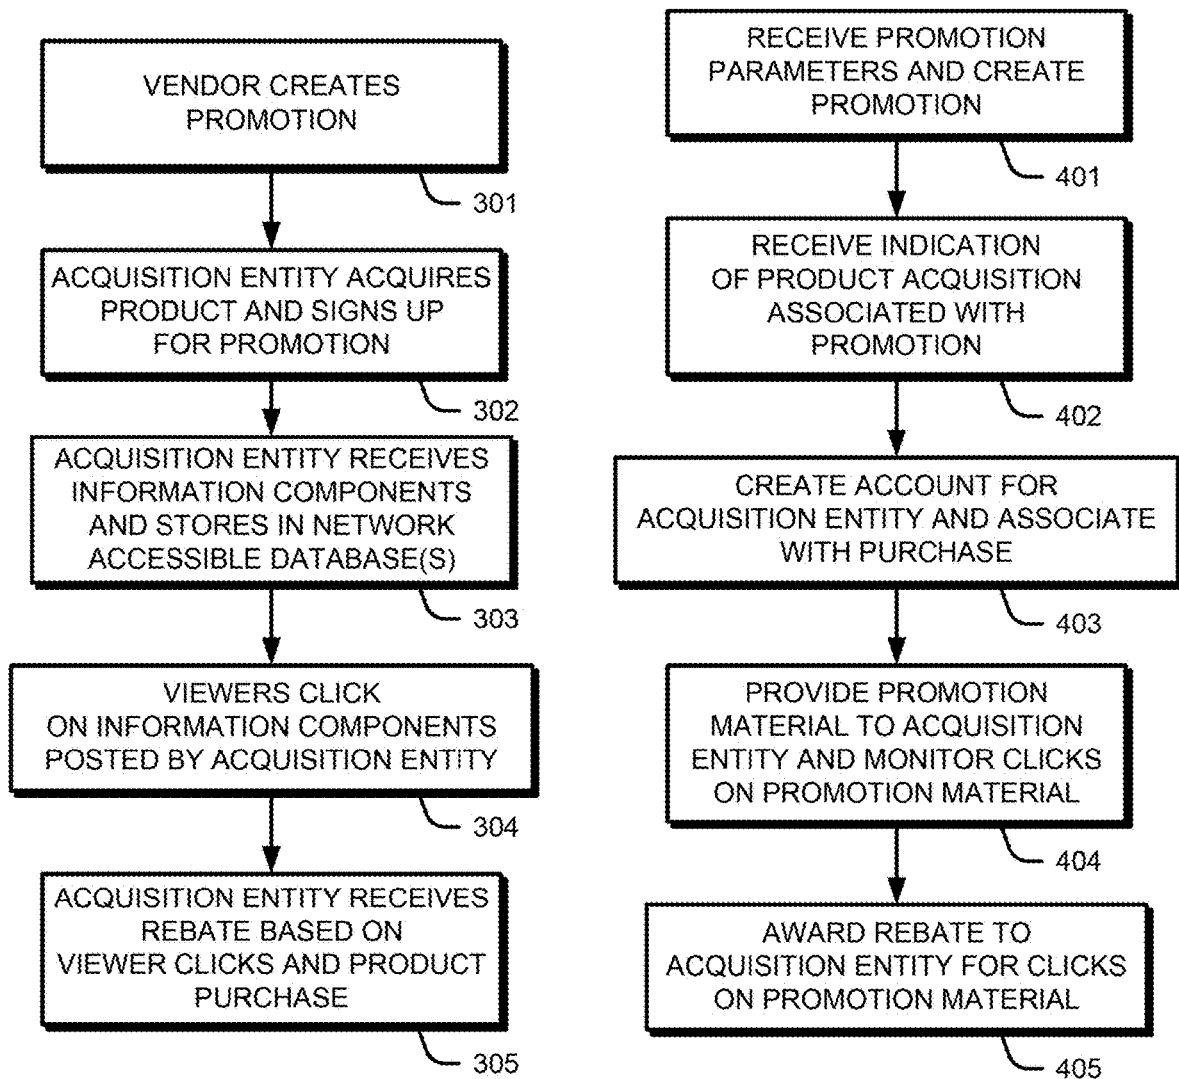 VENDOR CREATES
PROMOTION
301
ACQUISITION ENTITY ACQUIRES
PRODUCT AND SIGNS UP
FOR PROMOTION
302
ACQUISITION ENTITY RECEIVES
INFORMATION COMPONENTS
AND STORES IN NETWORK
ACCESSIBLE DATABASE(S)
303
VIEWERS CLICK
ON INFORMATION COMPONENTS
POSTED BY ACQUISITION ENTITY
304
ACQUISITION ENTITY RECEIVES
REBATE BASED ON
VIEWER CLICKS AND PRODUCT
PURCHASE
305
RECEIVE PROMOTION
PARAMETERS AND CREATE
PROMOTION
401
RECEIVE INDICATION
OF PRODUCT ACQUISITION
ASSOCIATED WITH
PROMOTION
402
CREATE ACCOUNT FOR
ACQUISITION ENTITY AND ASSOCIATE
WITH PURCHASE
403
PROVIDE PROMOTION
MATERIAL TO ACQUISITION
ENTITY AND MONITOR CLICKS
ON PROMOTION MATERIAL
404
AWARD REBATE TO
ACQUISITION ENTITY FOR CLICKS
ON PROMOTION MATERIAL
405